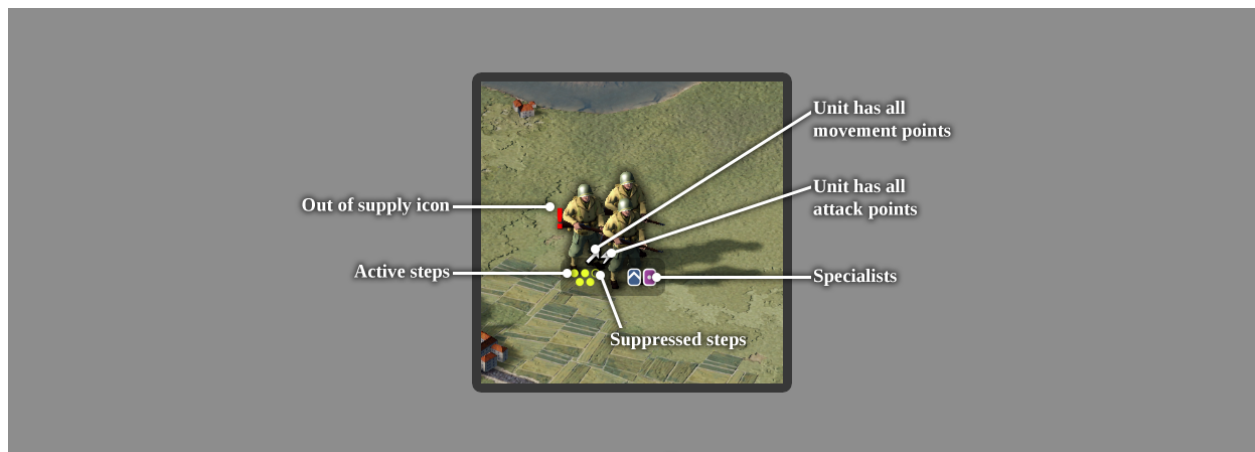 Unit has all
movement points
Unit has all
attack points
Out of supply icon
Active steps
Specialists
Suppressed steps